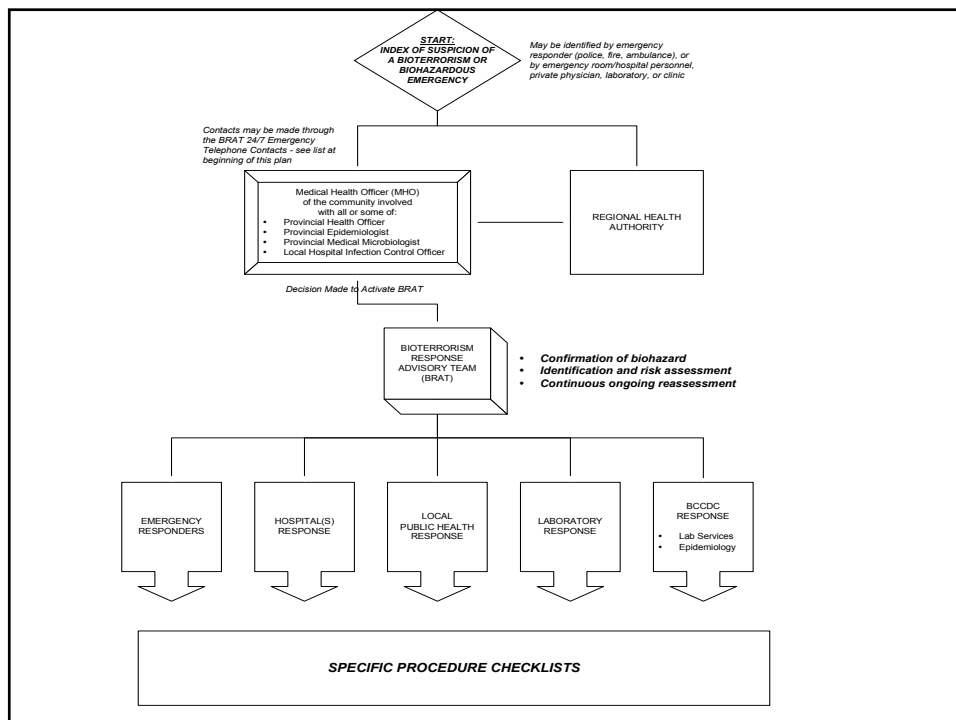 START:
INDEX OF SUSPICION OF
A BIOTERRORISM OR
BIOHAZARDOUS
EMERGENCY
May be identified by emergency
responder (police, fire, ambulance), or
by emergency room/hospital personnel,
private physician, laboratory, or clinic
Contacts may be made through
the BRAT 24/7 Emergency
Telephone Contacts - see list at
beginning of this plan
Medical Health Officer (MHO)
of the community involved
with all or some of:
• Provincial Health Officer
• Provincial Epidemiologist
• Provincial Medical Microbiologist
• Local Hospital Infection Control Officer
REGIONAL HEALTH
AUTHORITY
Decision Made to Activate BRAT
BIOTERRORISM
RESPONSE
ADVISORY TEAM
(BRAT)
• Confirmation of biohazard
• Identification and risk assessment
• Continuous ongoing reassessment
EMERGENCY
RESPONDERS
HOSPITAL(S)
RESPONSE
LOCAL
PUBLIC HEALTH
RESPONSE
LABORATORY
RESPONSE
BCCDC
RESPONSE
• Lab Services
• Epidemiology
SPECIFIC PROCEDURE CHECKLISTS